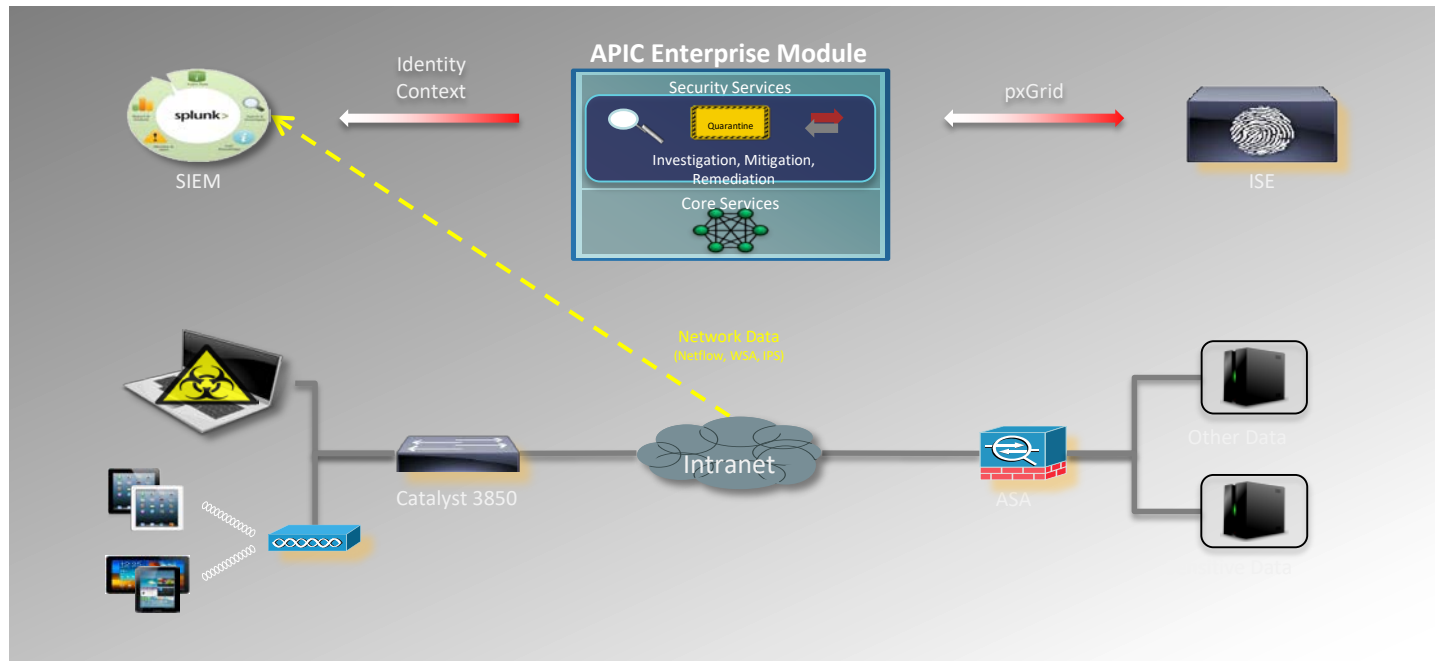 APIC Enterprise Module
Identity
Context
Security Services
pxGrid
splunk>
Quarantine
Investigation, Mitigation,
Remediation
SIEM
ISE
Core Services
Network Data
(Netflow, WSA, IPS)
Intranet
Other Data
Catalyst 3850
ASA
Data